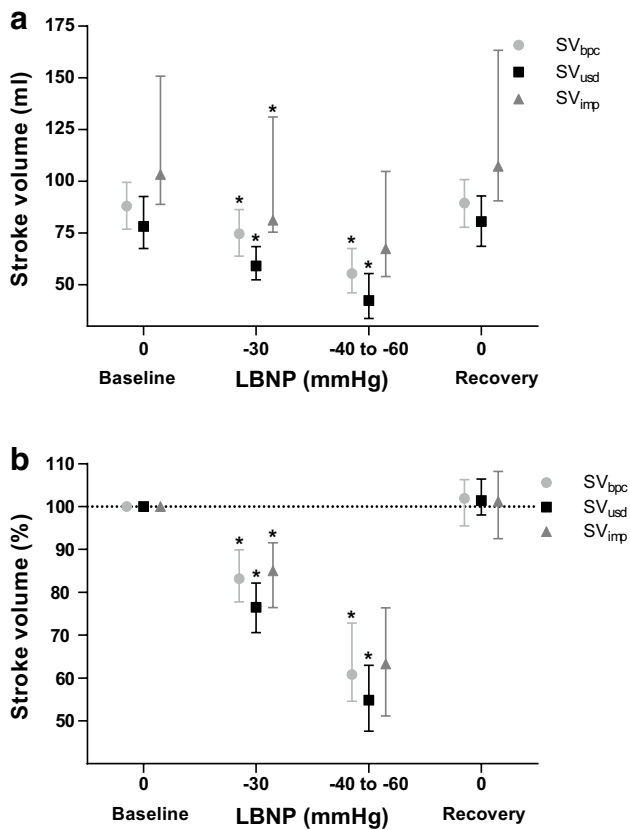 a
175
150
125
100
75
50
Stroke volume (ml)
SVbpc
SVusd
SVimp
*
* *
* *
0 -30 -40 to -60 0
Baseline LBNP (mmHg) Recovery
b
110
100
90
80
70
60
50
Stroke volume (%)
SVbpc
SVusd
SVimp
* * *
* *
0 -30 -40 to -60 0
Baseline LBNP (mmHg) Recovery